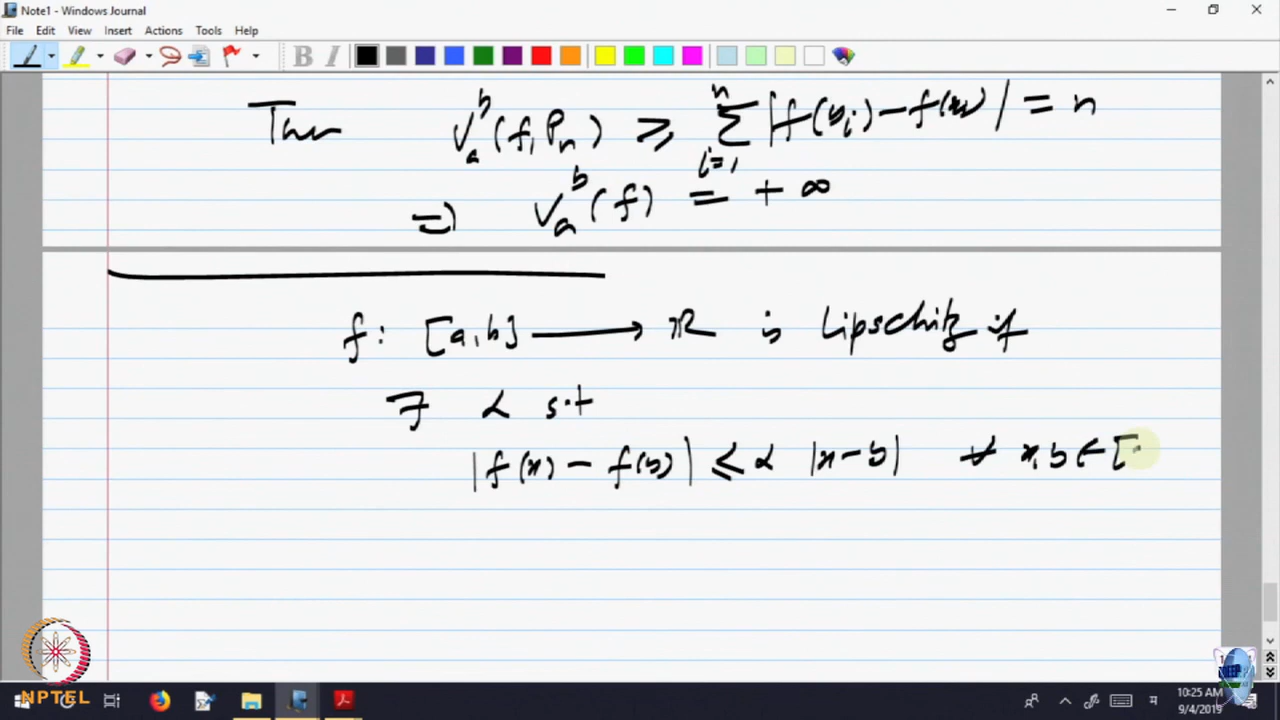 Note1 - Windows Journal
File Edit View Insert Actions Tools Help
B I
Then V_a^b(f, P_n) ≥ ∑_{i=1}^n |f(y_i) - f(x_i)| = n
=) V_a^b(f) = + ∞
f: [a, b] ⟶ ℝ is Lipschitz if
∃ α s.t
|f(x) - f(y)| ≤ α |x - y| ∀ x, y ∈ [
NPTEL
10:25 AM
9/4/2019